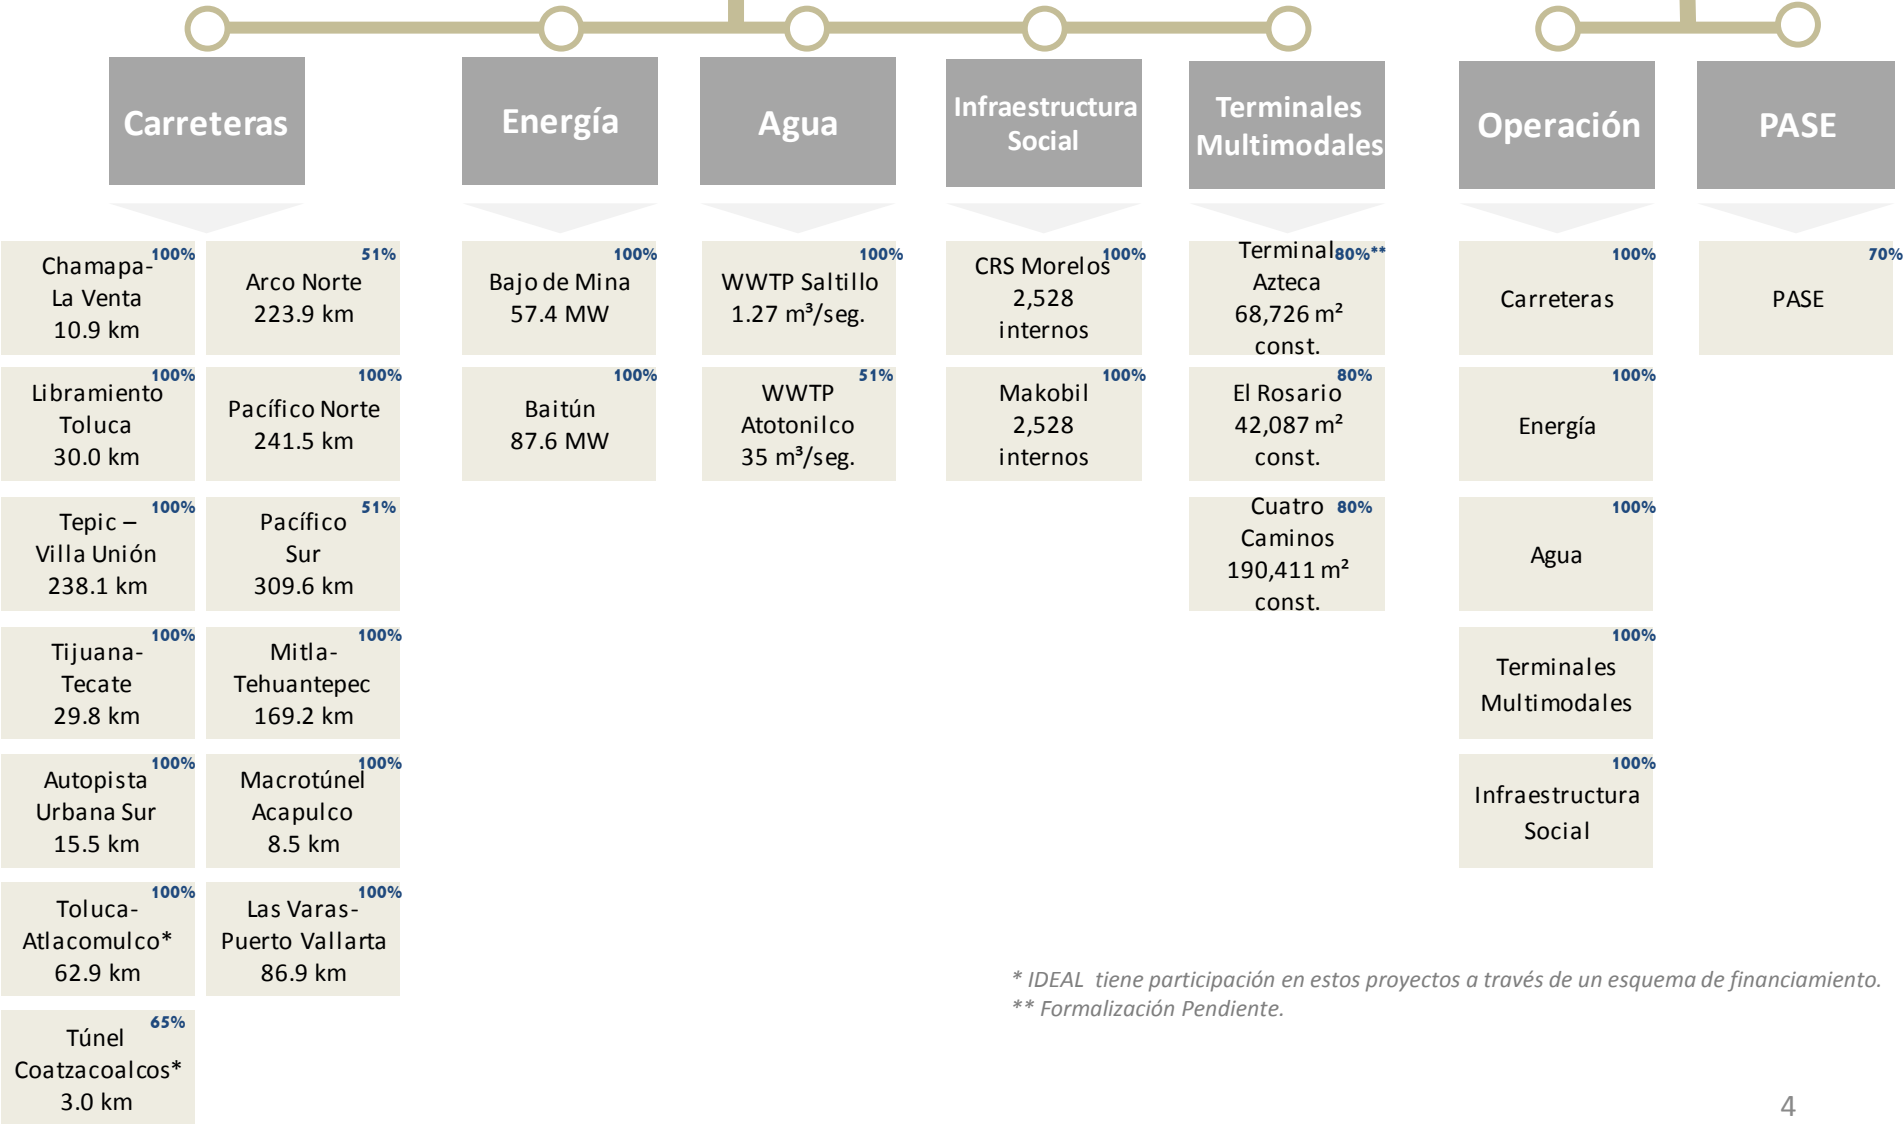 Carreteras
Energía
Agua
Infraestructura
Social
Terminales
Multimodales
Operación
PASE
100%
Chamapa-
La Venta
10.9 km
51%
Arco Norte
223.9 km
100%
Bajo de Mina
57.4 MW
100%
WWTP Saltillo
1.27 m³/seg.
100%
CRS Morelos
2,528
internos
80%**
Terminal
Azteca
68,726 m²
const.
100%
Carreteras
70%
PASE
100%
Libramiento
Toluca
30.0 km
100%
Pacífico Norte
241.5 km
100%
Baitún
87.6 MW
51%
WWTP
Atotonilco
35 m³/seg.
100%
Makobil
2,528
internos
80%
El Rosario
42,087 m²
const.
100%
Energía
100%
Tepic –
Villa Unión
238.1 km
51%
Pacífico
Sur
309.6 km
80%
Cuatro
Caminos
190,411 m²
const.
100%
Agua
100%
Tijuana-
Tecate
29.8 km
100%
Mitla-
Tehuantepec
169.2 km
100%
Terminales
Multimodales
100%
Autopista
Urbana Sur
15.5 km
100%
Macrotúnel
Acapulco
8.5 km
100%
Infraestructura
Social
100%
Toluca-
Atlacomulco*
62.9 km
100%
Las Varas-
Puerto Vallarta
86.9 km
65%
Túnel
Coatzacoalcos*
3.0 km
* IDEAL tiene participación en estos proyectos a través de un esquema de financiamiento.
** Formalización Pendiente.
4